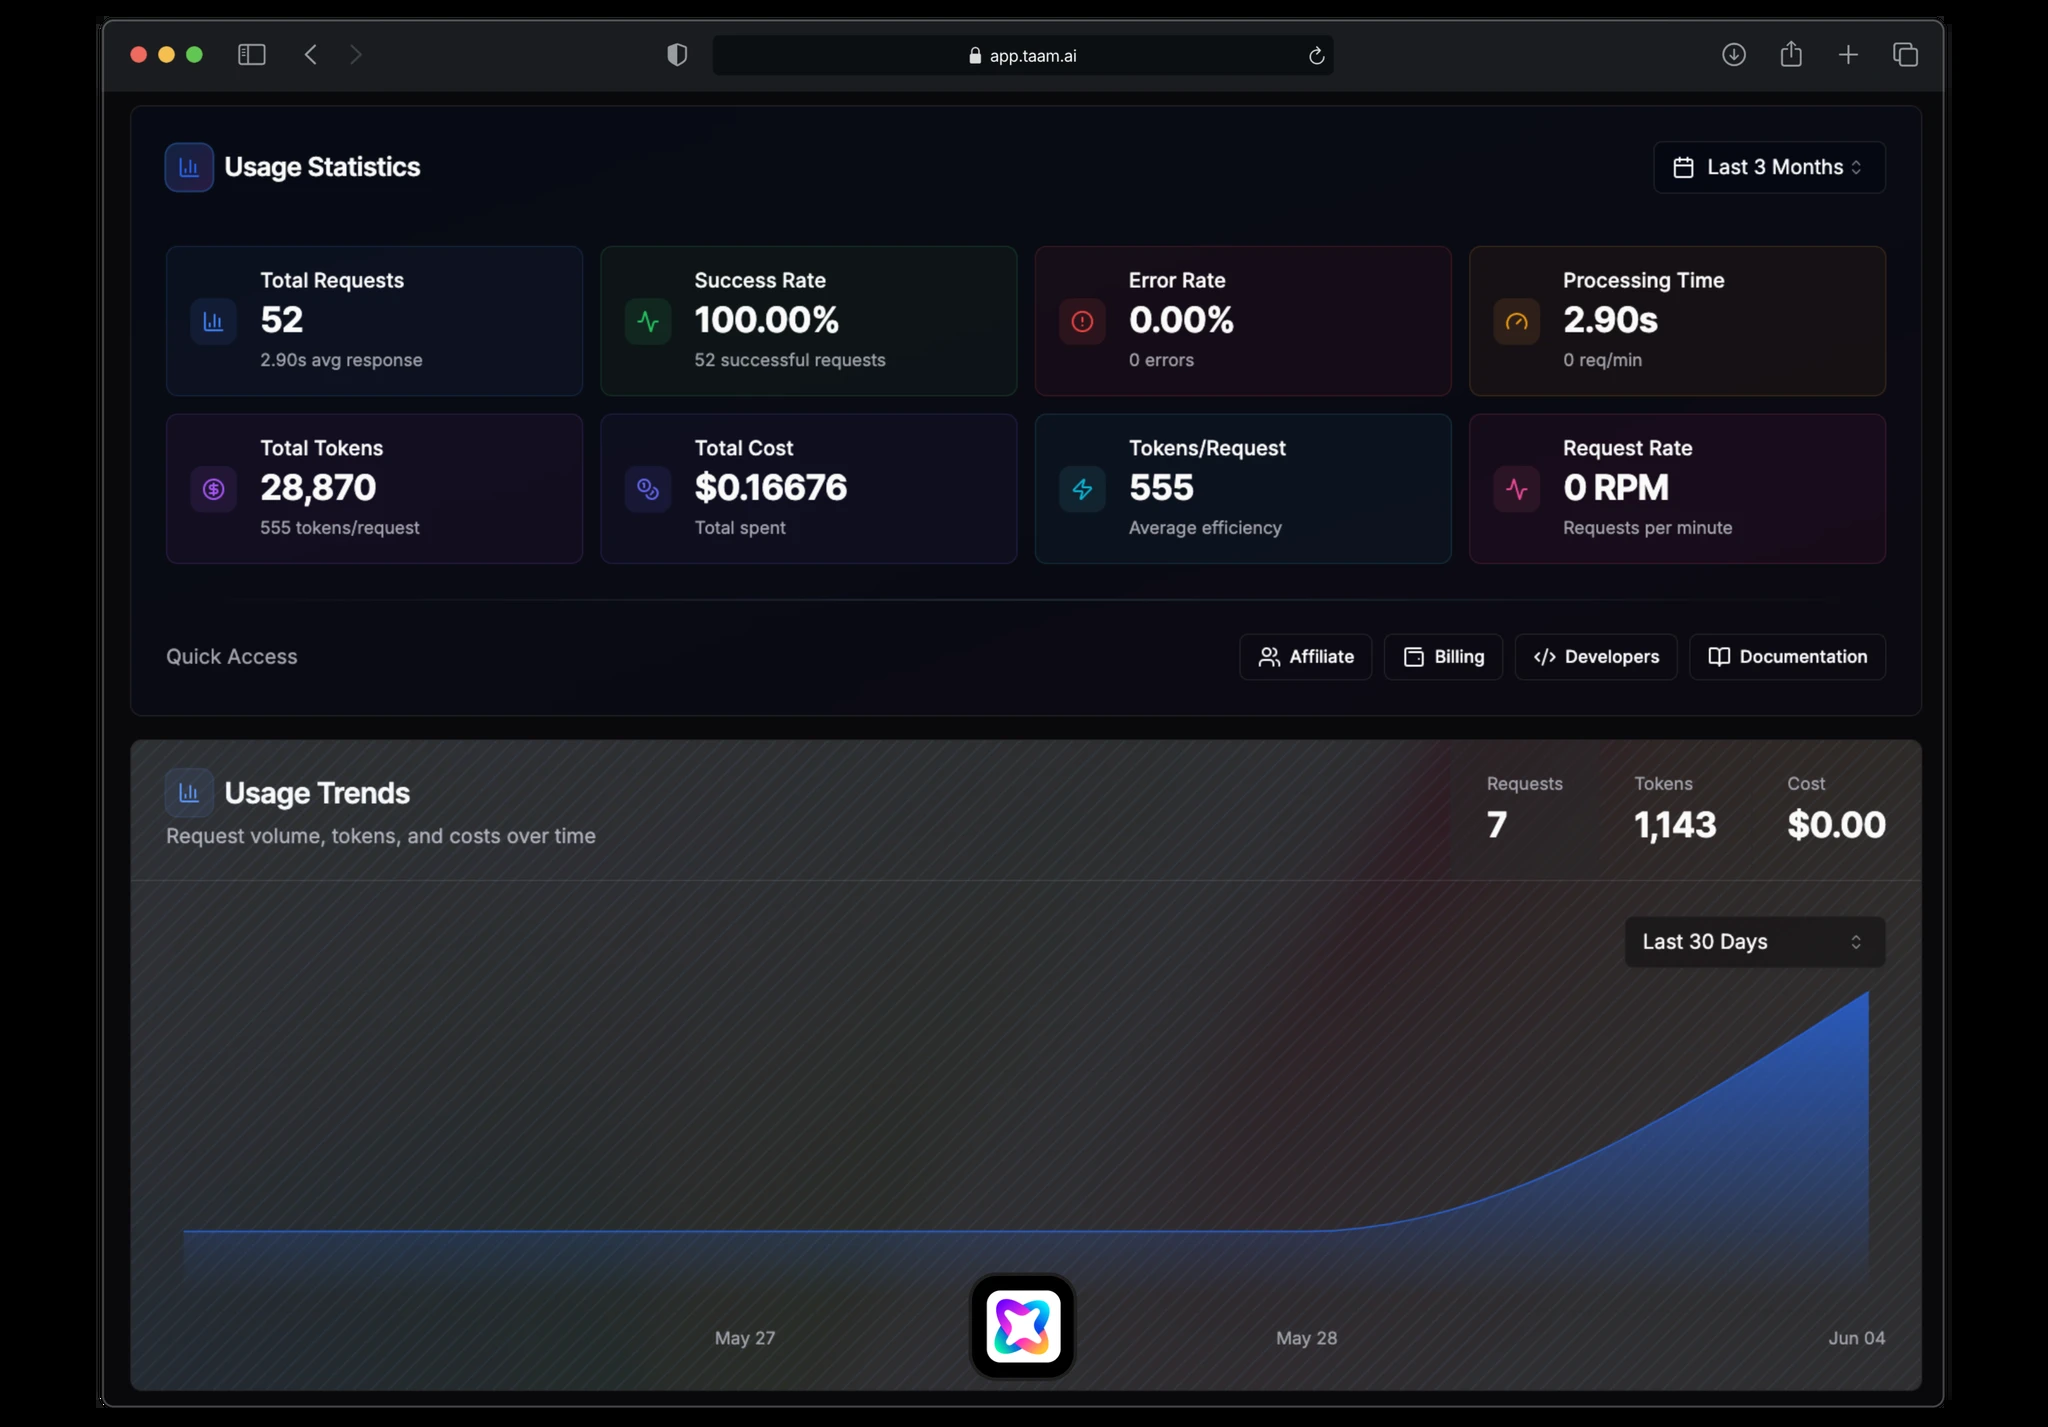 app.taam.ai
Usage Statistics
Last 3 Months
Total Requests
52
2.90s avg response
Success Rate
100.00%
52 successful requests
Error Rate
0.00%
0 errors
Processing Time
2.90s
0 req/min
Total Tokens
28,870
555 tokens/request
Total Cost
$0.16676
Total spent
Tokens/Request
555
Average efficiency
Request Rate
0 RPM
Requests per minute
Quick Access
Affiliate
Billing
Developers
Documentation
Usage Trends
Request volume, tokens, and costs over time
Requests
7
Tokens
1,143
Cost
$0.00
Last 30 Days
May 27
May 28
Jun 04